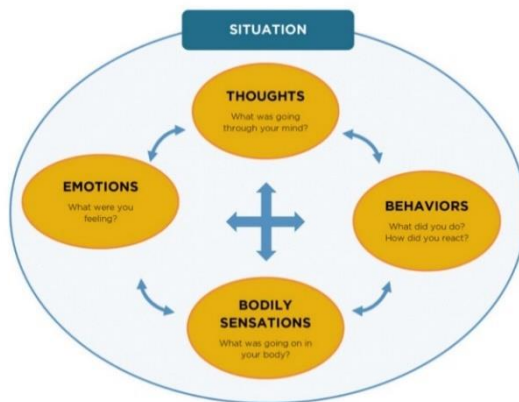 SITUATION
THOUGHTS
What was going
through your mind?
EMOTIONS
What were you
feeling?
BEHAVIORS
What did you do?
How did you react?
BODILY
SENSATIONS
What was going on in
your body?